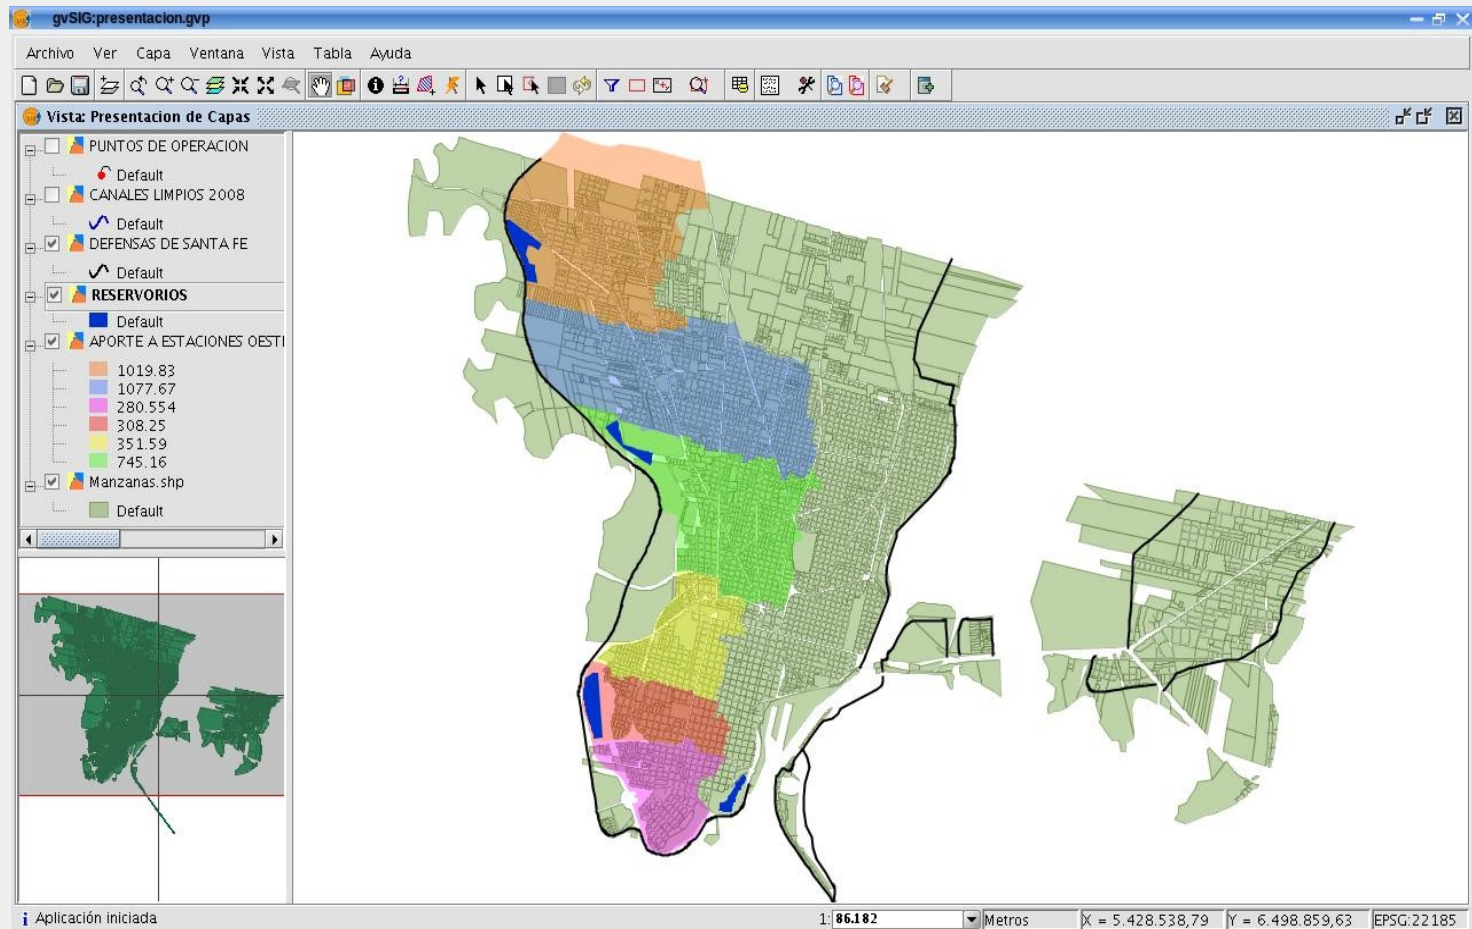 gvSIG:presentacion.gvp
Archivo Ver Capa Ventana Vista Tabla Ayuda
Vista: Presentacion de Capas
PUNTOS DE OPERACION
Default
CANALES LIMPIOS 2008
Default
DEFENSAS DE SANTA FE
Default
RESERVORIOS
Default
APORTE A ESTACIONES OESTI
1019.83
1077.67
280.554
308.25
351.59
745.16
Manzanas.shp
Default
Aplicación iniciada
1: 86.182
Metros
X = 5.428.538,79
Y = 6.498.859,63
EPSG:22185